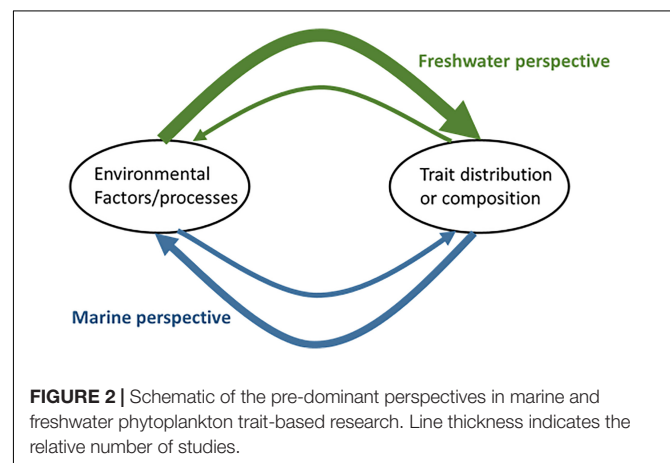 Freshwater perspective
Environmental
Factors/processes
Trait distribution
or composition
Marine perspective
FIGURE 2 | Schematic of the pre-dominant perspectives in marine and
freshwater phytoplankton trait-based research. Line thickness indicates the
relative number of studies.